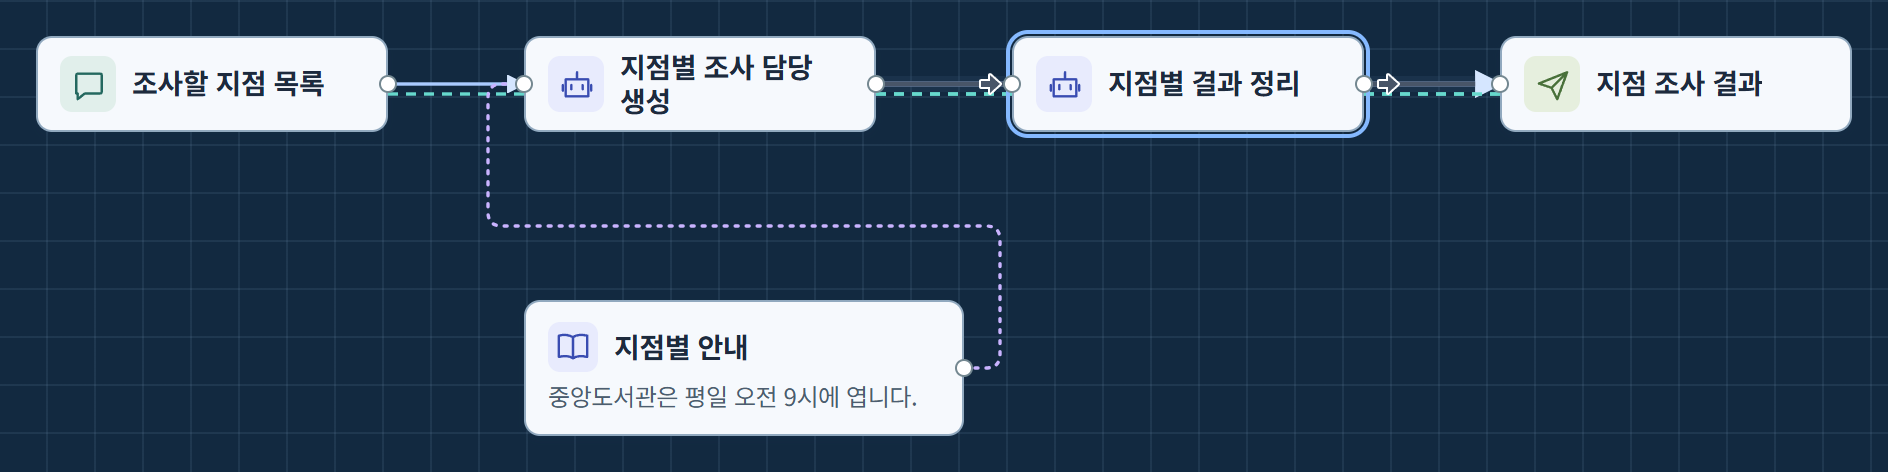 조사할 지점 목록
지점별 조사 담당
생성
지점별 결과 정리
지점 조사 결과
지점별 안내
중앙도서관은 평일 오전 9시에 엽니다.